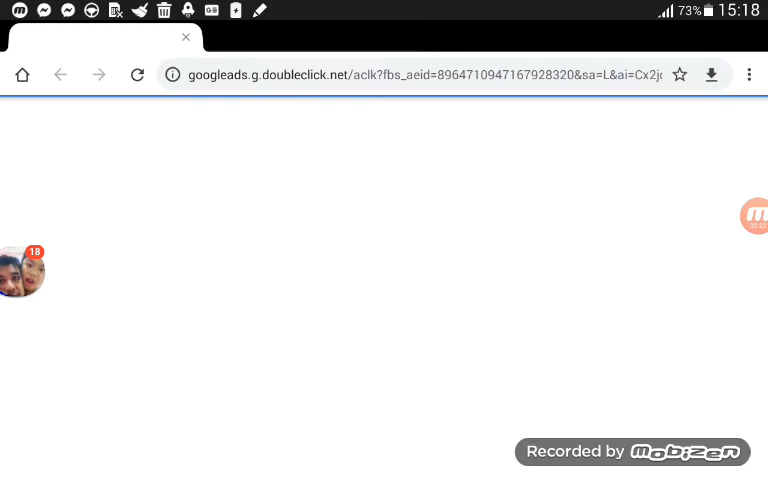 73% 15:18
googleads.g.doubleclick.net/aclk?fbs_aeid=8964710947167928320&sa=L&ai=Cx2j
18
Recorded by mobizen